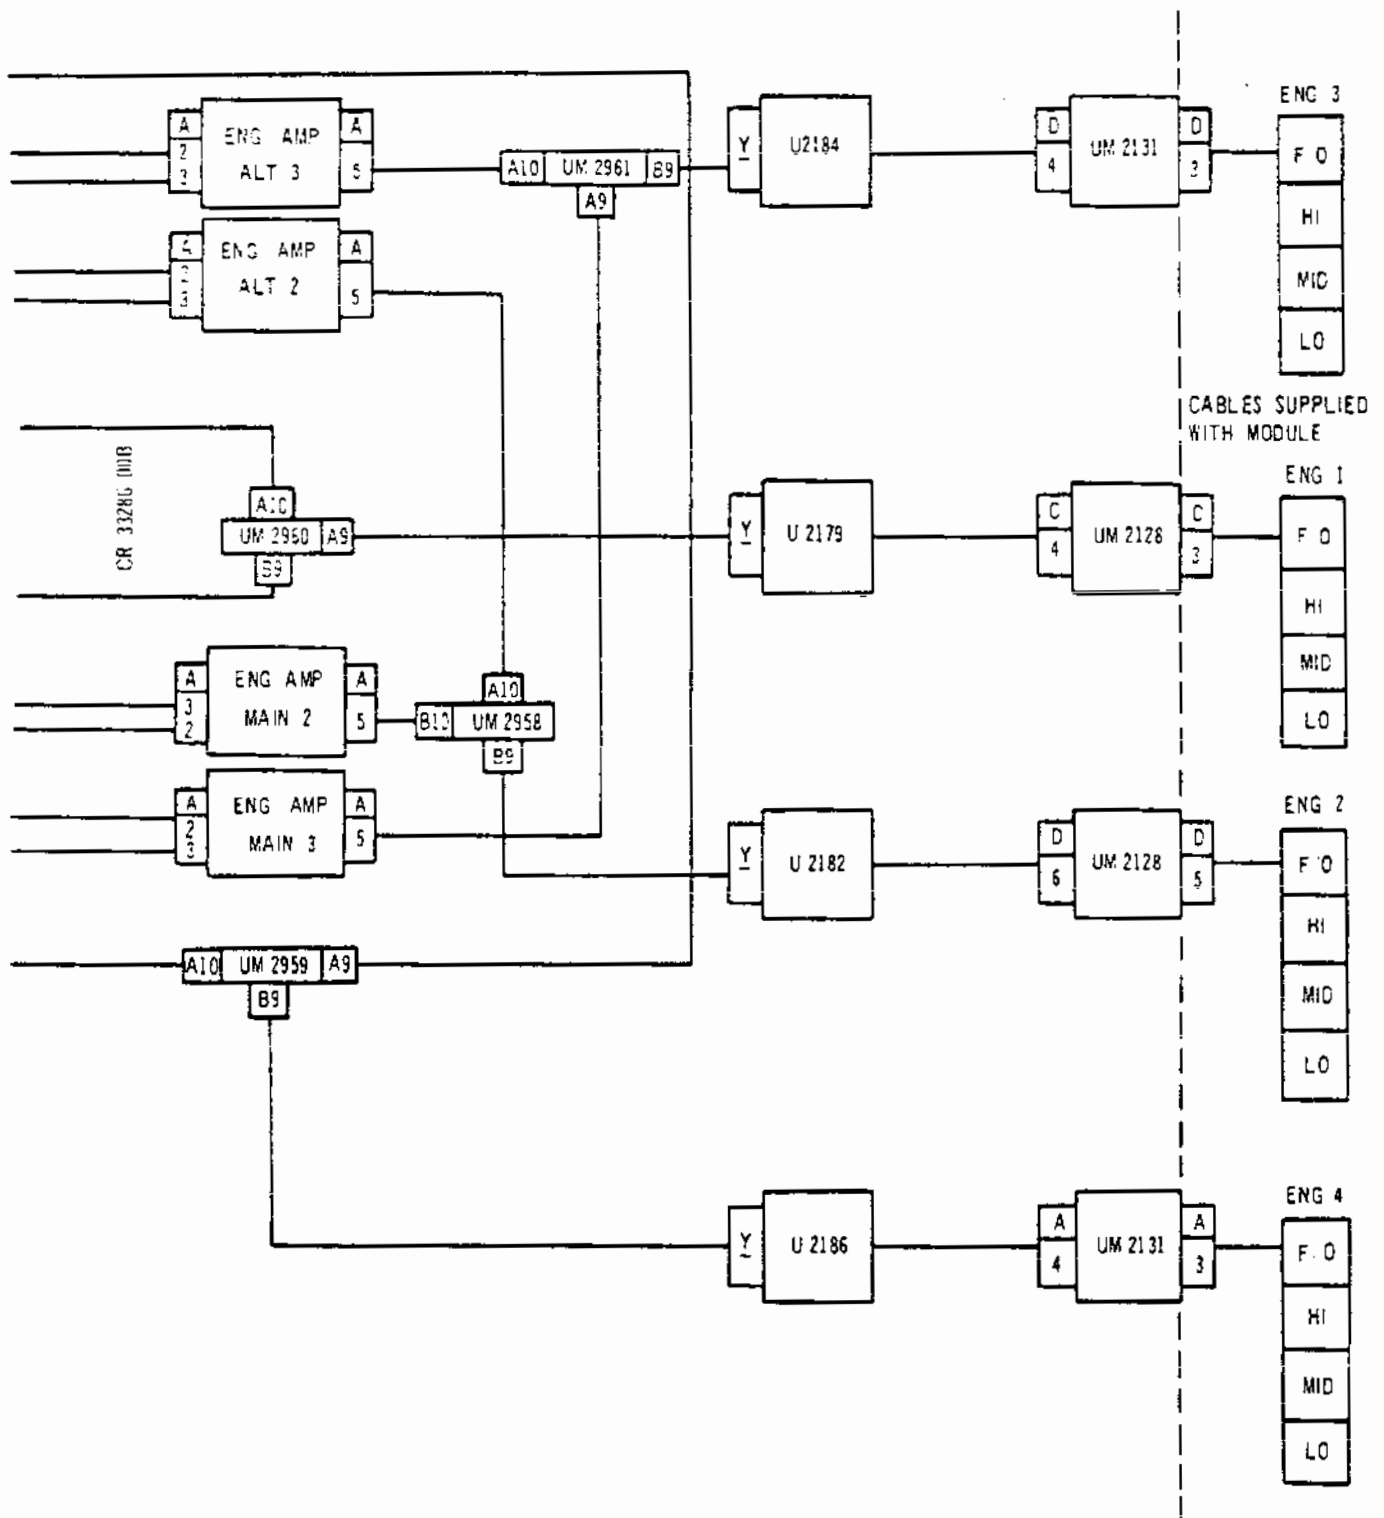 ENG 3
A
2
3
ENG AMP
ALT 3
A
5
A10
UM 2961
B9
A9
Y
U2184
D
4
UM 2131
D
3
F O
HI
MID
LO
A
2
3
ENG AMP
ALT 2
A
5
CABLES SUPPLIED
WITH MODULE
CR 3328G
A10
UM 2960
A9
B9
Y
U 2179
C
4
UM 2128
C
3
ENG 1
F O
HI
MID
LO
A
3
2
ENG AMP
MAIN 2
A
5
A10
B10
UM 2958
B9
A
2
3
ENG AMP
MAIN 3
A
5
Y
U 2182
D
6
UM 2128
D
5
ENG 2
F O
HI
MID
LO
A10
UM 2959
A9
B9
Y
U 2186
A
4
UM 2131
A
3
ENG 4
F O
HI
MID
LO